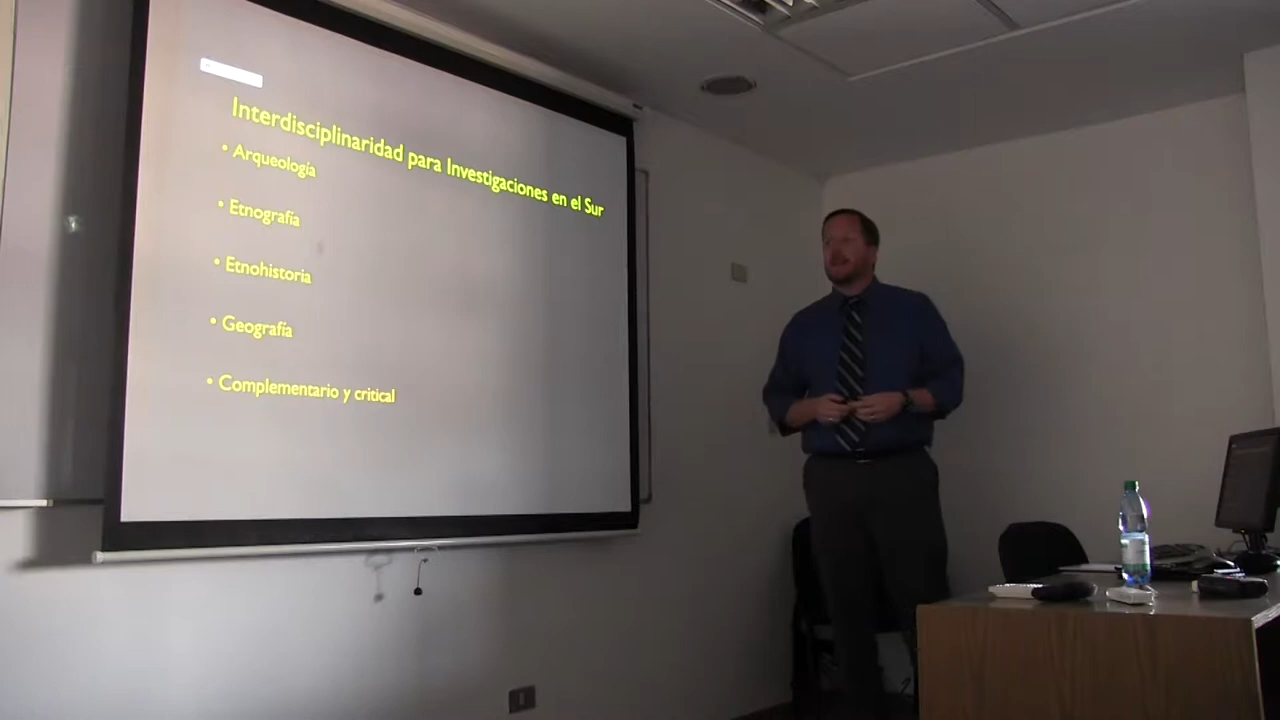 Interdisciplinaridad para Investigaciones en el Sur
• Arqueología
• Etnografía
• Etnohistoria
• Geografía
• Complementario y critical